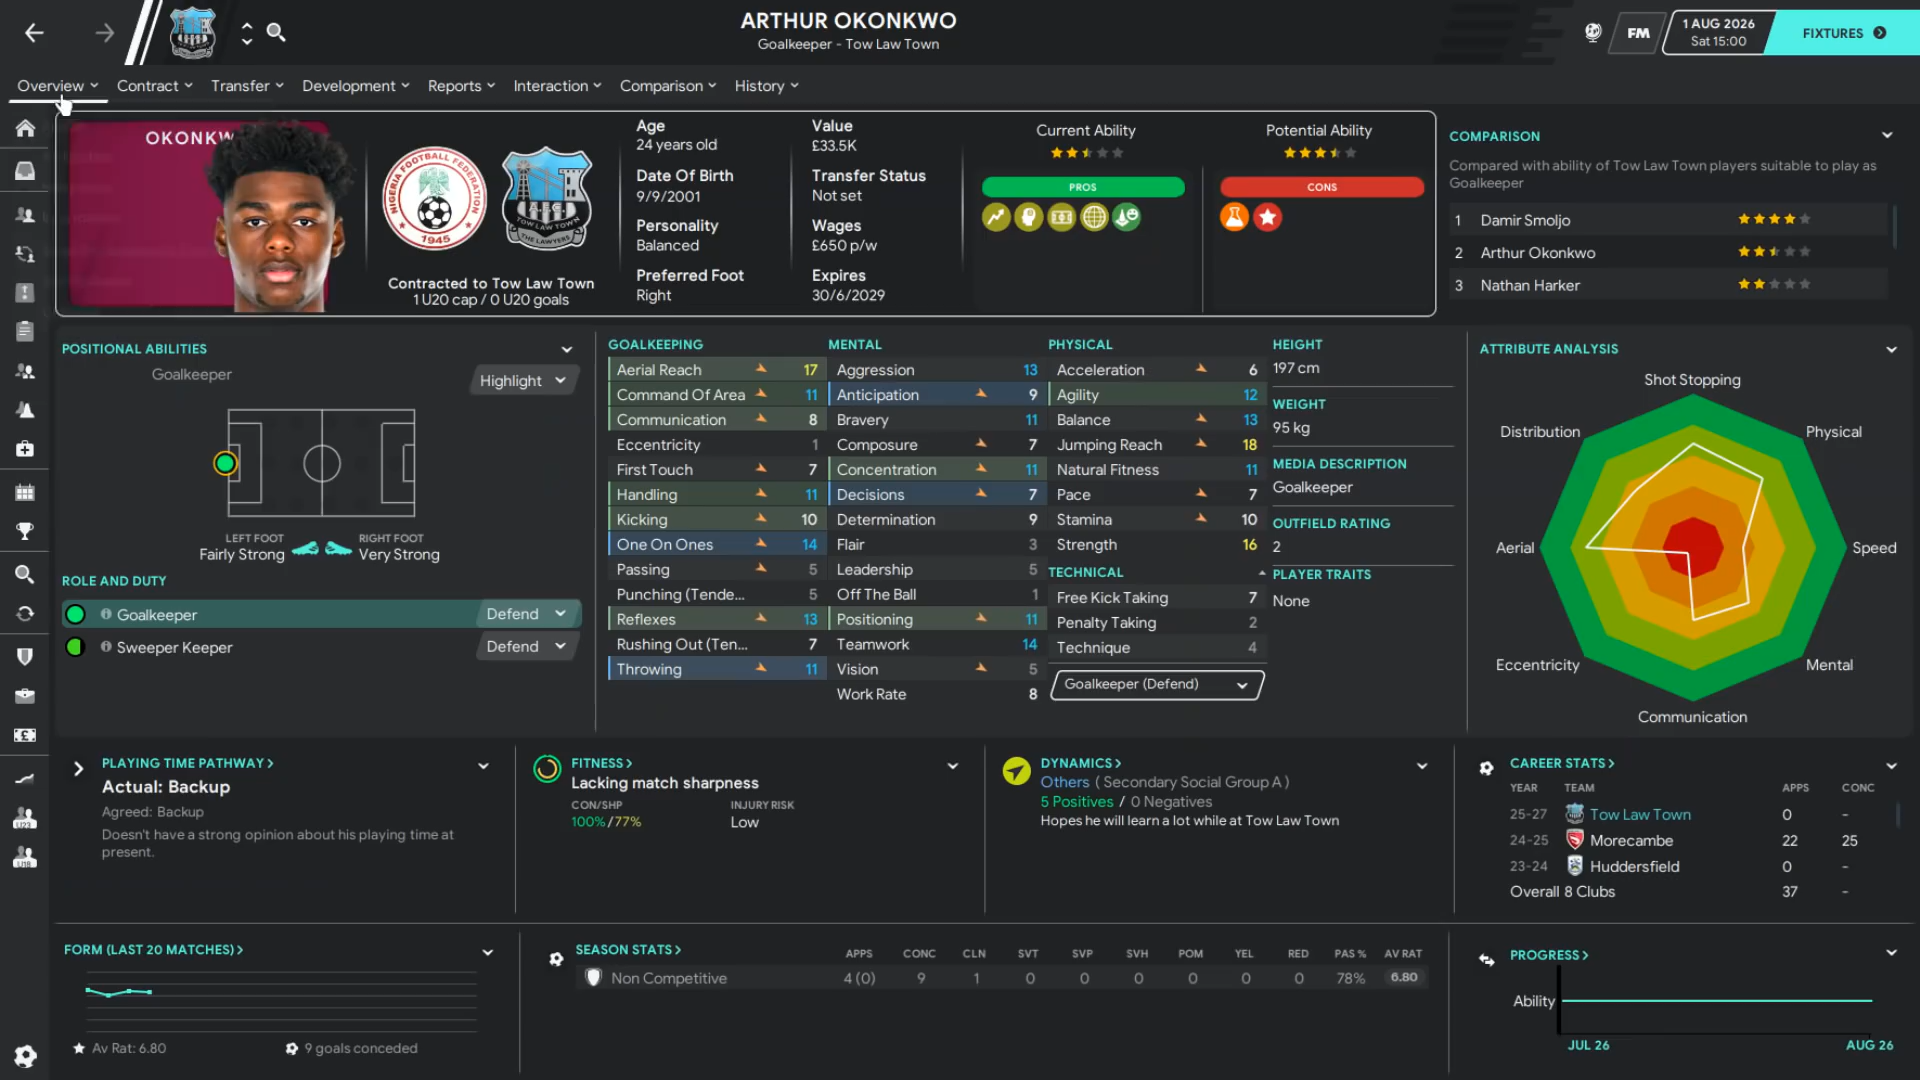 ARTHUR OKONKWO
Goalkeeper - Tow Law Town
FM
1 AUG 2026
Sat 15:00
FIXTURES
Overview
Contract
Transfer
Development
Reports
Interaction
Comparison
History
OKONKW
NIGERIA FOOTBALL FEDERATION
1945
A.F.C.
TOW LAW TOWN
THE LAWYERS
Contracted to Tow Law Town
1 U20 cap / 0 U20 goals
Age
24 years old
Date Of Birth
9/9/2001
Personality
Balanced
Preferred Foot
Right
Value
£33.5K
Transfer Status
Not set
Wages
£650 p/w
Expires
30/6/2029
Current Ability
PROS
Potential Ability
CONS
COMPARISON
Compared with ability of Tow Law Town players suitable to play as
Goalkeeper
1 Damir Smoljo
2 Arthur Okonkwo
3 Nathan Harker
POSITIONAL ABILITIES
Goalkeeper
Highlight
LEFT FOOT
Fairly Strong
RIGHT FOOT
Very Strong
ROLE AND DUTY
Goalkeeper Defend
Sweeper Keeper Defend
GOALKEEPING
Aerial Reach 17
Command Of Area 11
Communication 8
Eccentricity 1
First Touch 7
Handling 11
Kicking 10
One On Ones 14
Passing 5
Punching (Tende... 5
Reflexes 13
Rushing Out (Ten... 7
Throwing 11
MENTAL
Aggression 13
Anticipation 9
Bravery 11
Composure 7
Concentration 11
Decisions 7
Determination 9
Flair 3
Leadership 5
Off The Ball 1
Positioning 11
Teamwork 14
Vision 5
Work Rate 8
PHYSICAL
Acceleration 6
Agility 12
Balance 13
Jumping Reach 18
Natural Fitness 11
Pace 7
Stamina 10
Strength 16
TECHNICAL
Free Kick Taking 7
Penalty Taking 2
Technique 4
Goalkeeper (Defend)
HEIGHT
197 cm
WEIGHT
95 kg
MEDIA DESCRIPTION
Goalkeeper
OUTFIELD RATING
2
PLAYER TRAITS
None
ATTRIBUTE ANALYSIS
Shot Stopping
Distribution
Physical
Aerial
Speed
Eccentricity
Mental
Communication
PLAYING TIME PATHWAY >
Actual: Backup
Agreed: Backup
Doesn't have a strong opinion about his playing time at
present.
FITNESS >
Lacking match sharpness
CON/SHP
100%/77%
INJURY RISK
Low
DYNAMICS >
Others ( Secondary Social Group A )
5 Positives / 0 Negatives
Hopes he will learn a lot while at Tow Law Town
CAREER STATS >
YEAR TEAM APPS CONC
25-27 Tow Law Town 0 -
24-25 Morecambe 22 25
23-24 Huddersfield 0 -
Overall 8 Clubs 37 -
FORM (LAST 20 MATCHES) >
Av Rat: 6.80
9 goals conceded
SEASON STATS >
APPS CONC CLN SVT SVP SVH POM YEL RED PAS % AV RAT
Non Competitive 4 (0) 9 1 0 0 0 0 0 0 78% 6.80
PROGRESS >
Ability
JUL 26
AUG 26
U23
U18